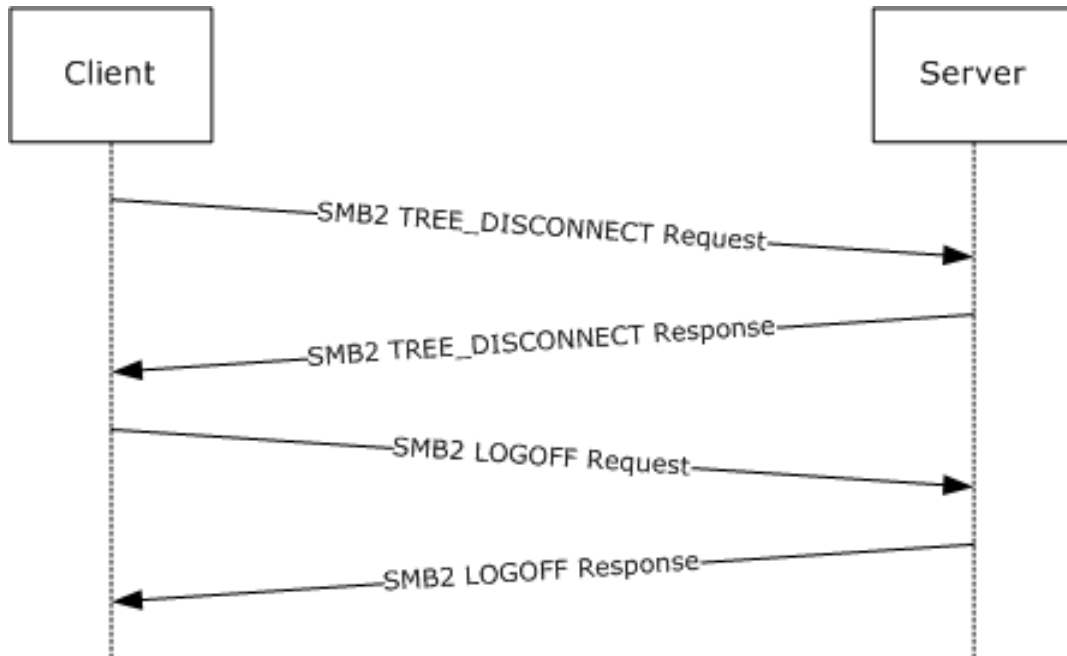 Client
Server
SMB2 TREE_DISCONNECT Request
SMB2 TREE_DISCONNECT Response
SMB2 LOGOFF Request
SMB2 LOGOFF Response